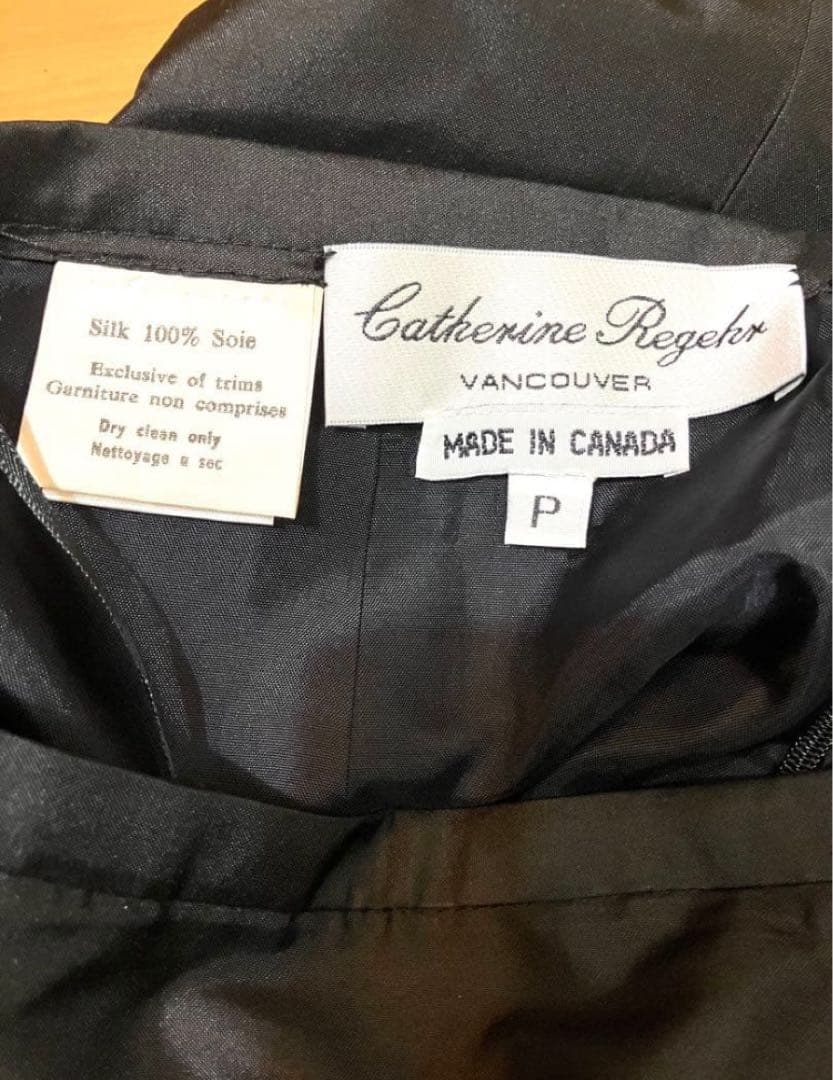 Silk 100% Soie
Exclusive of trims
Garniture non comprises
Dry clean only
Nettoyage a sec
Catherine Regehr
VANCOUVER
MADE IN CANADA
P